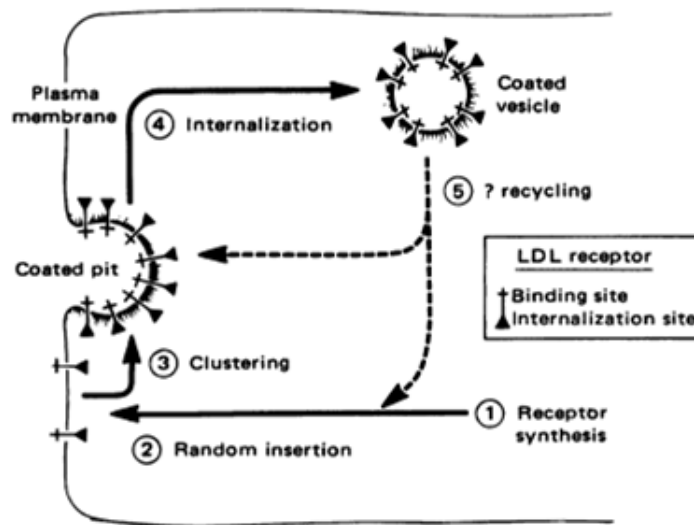 Plasma
membrane
④ Internalization
Coated
vesicle
⑤ ? recycling
Coated pit
LDL receptor
Binding site
Internalization site
③ Clustering
① Receptor
synthesis
② Random insertion